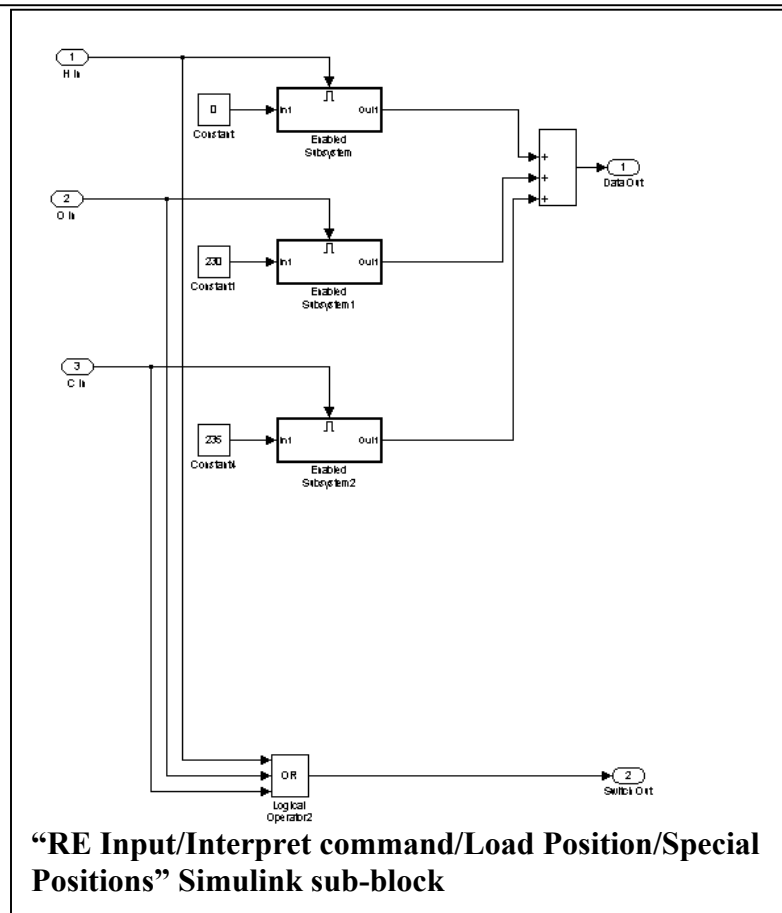 1
H In
0
Constant
In1
Out1
Enabled
Subsystem
+
+
+
1
Data Out
2
O In
230
Constant1
In1
Out1
Enabled
Subsystem1
3
C In
235
Constant4
In1
Out1
Enabled
Subsystem2
OR
Logical
Operator2
2
Switch Out
“RE Input/Interpret command/Load Position/Special
Positions” Simulink sub-block